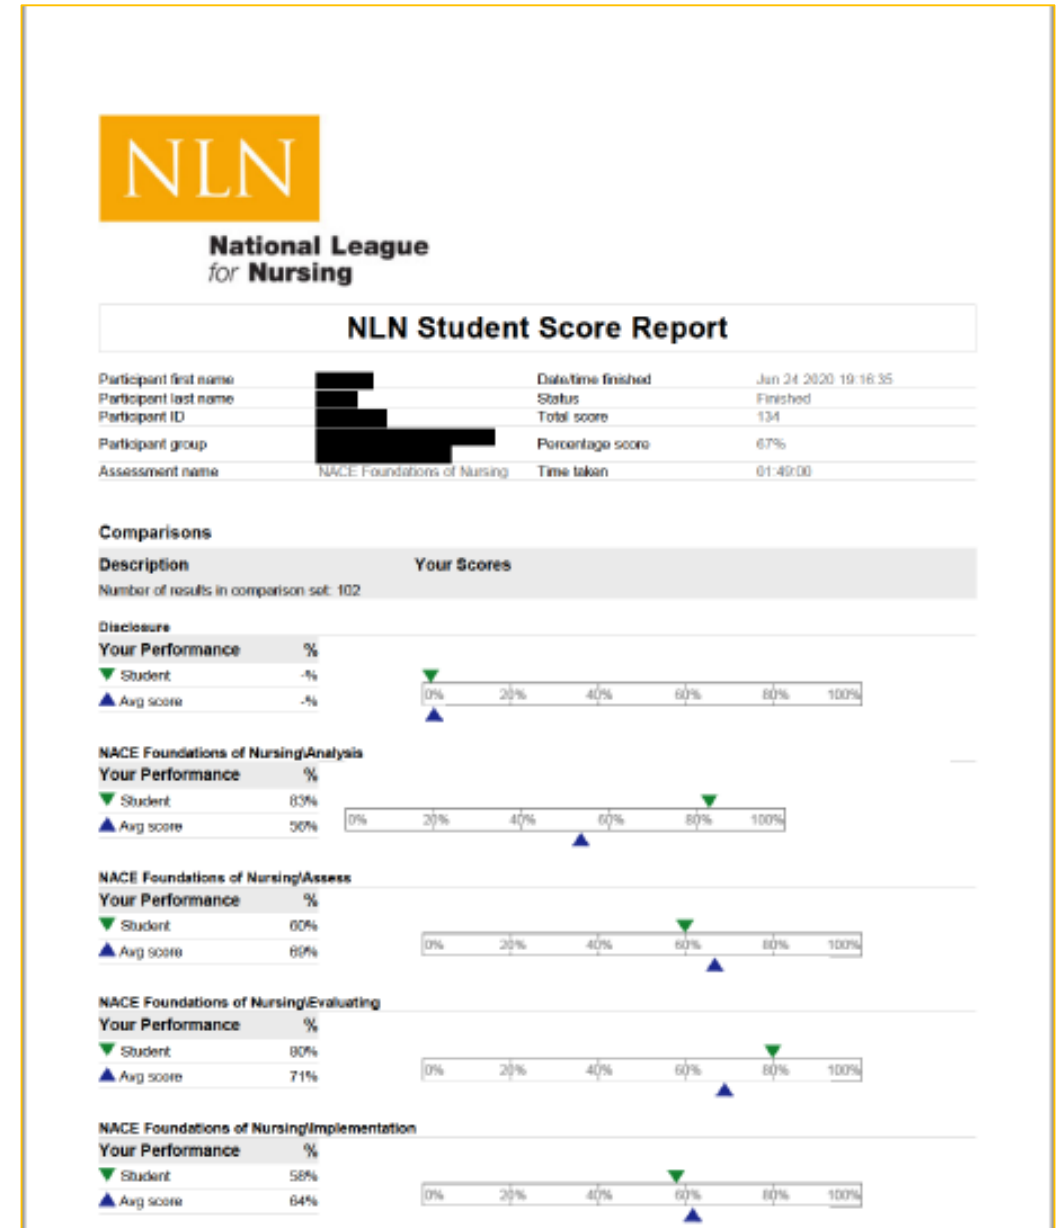 NLN
National League
for Nursing
NLN Student Score Report
Participant first name Date/time finished Jun 24 2020 19:16:35
Participant last name Status Finished
Participant ID Total score 134
Participant group Percentage score 67%
Assessment name NACE Foundations of Nursing Time taken 01:49:00
Comparisons
Description Your Scores
Number of results in comparison set: 102
Disclosure
Your Performance %
Student -%
Avg score -%
0% 20% 40% 60% 80% 100%
NACE Foundations of Nursing\Analysis
Your Performance %
Student 83%
Avg score 56%
0% 20% 40% 60% 80% 100%
NACE Foundations of Nursing\Assess
Your Performance %
Student 60%
Avg score 69%
0% 20% 40% 60% 80% 100%
NACE Foundations of Nursing\Evaluating
Your Performance %
Student 80%
Avg score 71%
0% 20% 40% 60% 80% 100%
NACE Foundations of Nursing\Implementation
Your Performance %
Student 58%
Avg score 64%
0% 20% 40% 60% 80% 100%